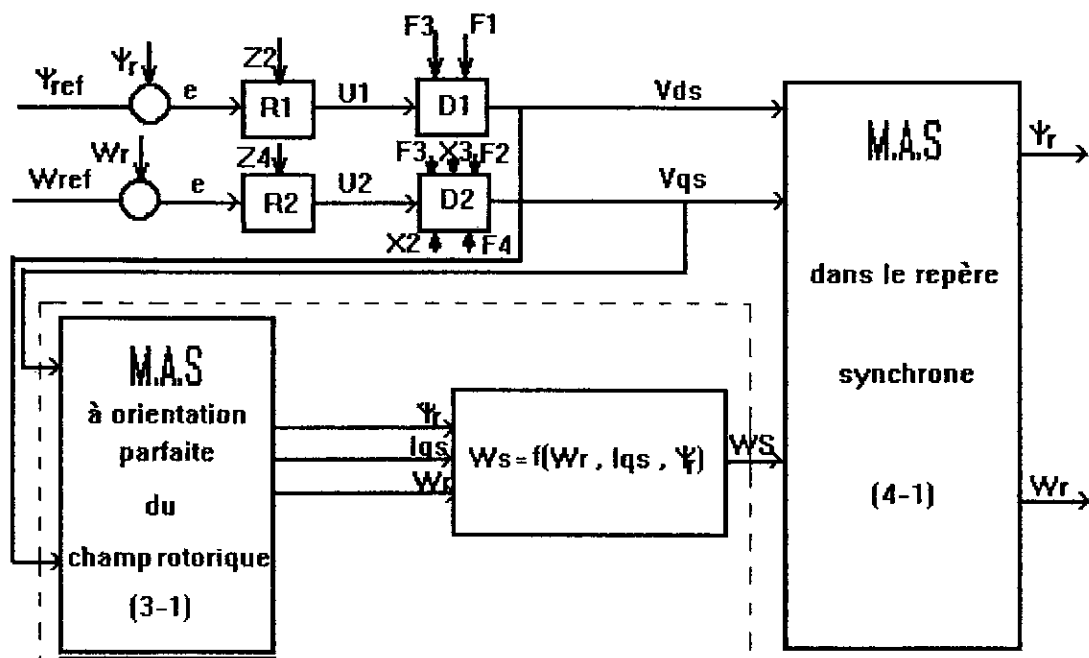 F3 F1
Ψr
Z2
Ψref
e
R1
U1
D1
Vds
M.A.S
Ψr
Wr
Z4
F3 X3 F2
Wref
e
R2
U2
D2
Vqs
X2 F4
dans le repère
synchrone
(4-1)
Wr
M.A.S
à orientation
parfaite
du
champ rotorique
(3-1)
Ψr
Iqs
Wr
Ws = f(Wr , Iqs , Ψr)
WS